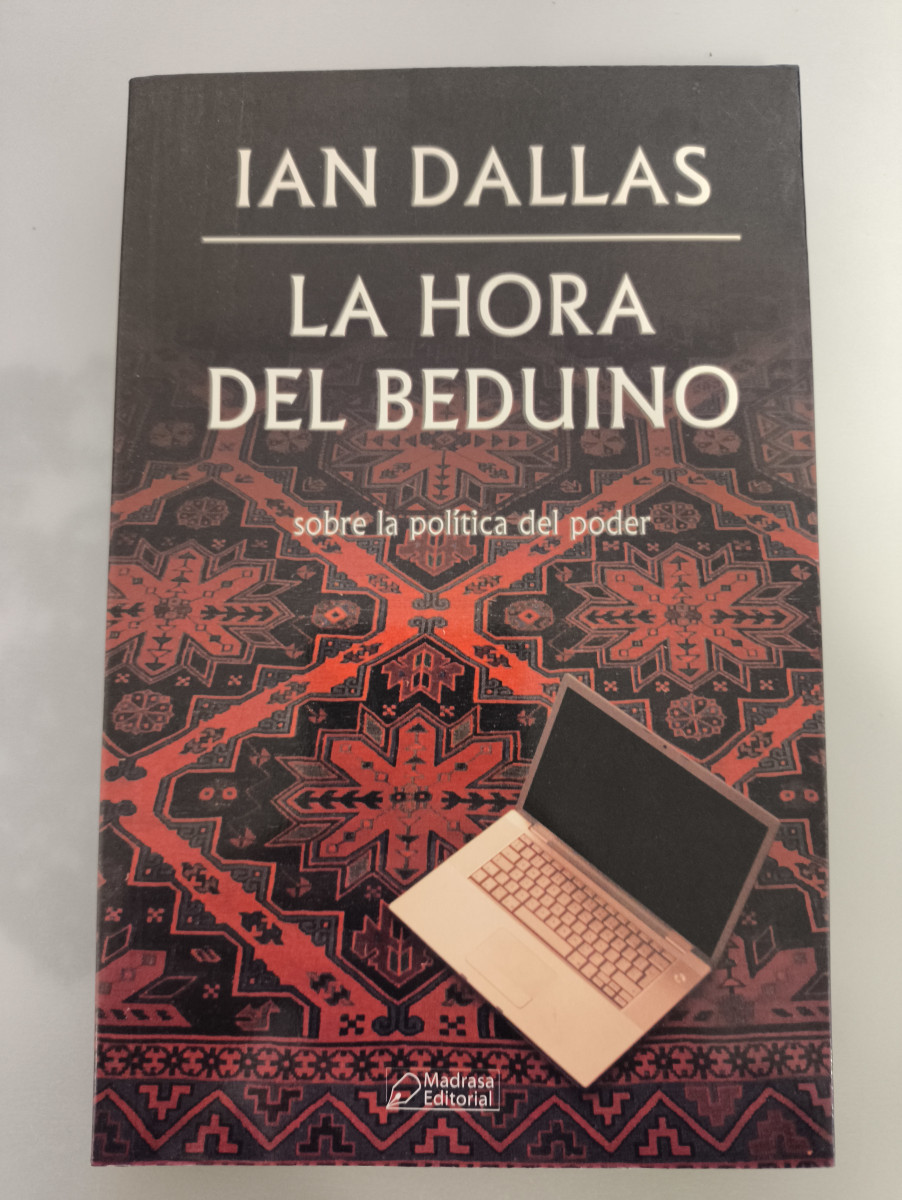 IAN DALLAS
LA HORA
DEL BEDUINO
sobre la política del poder
Madrasa
Editorial